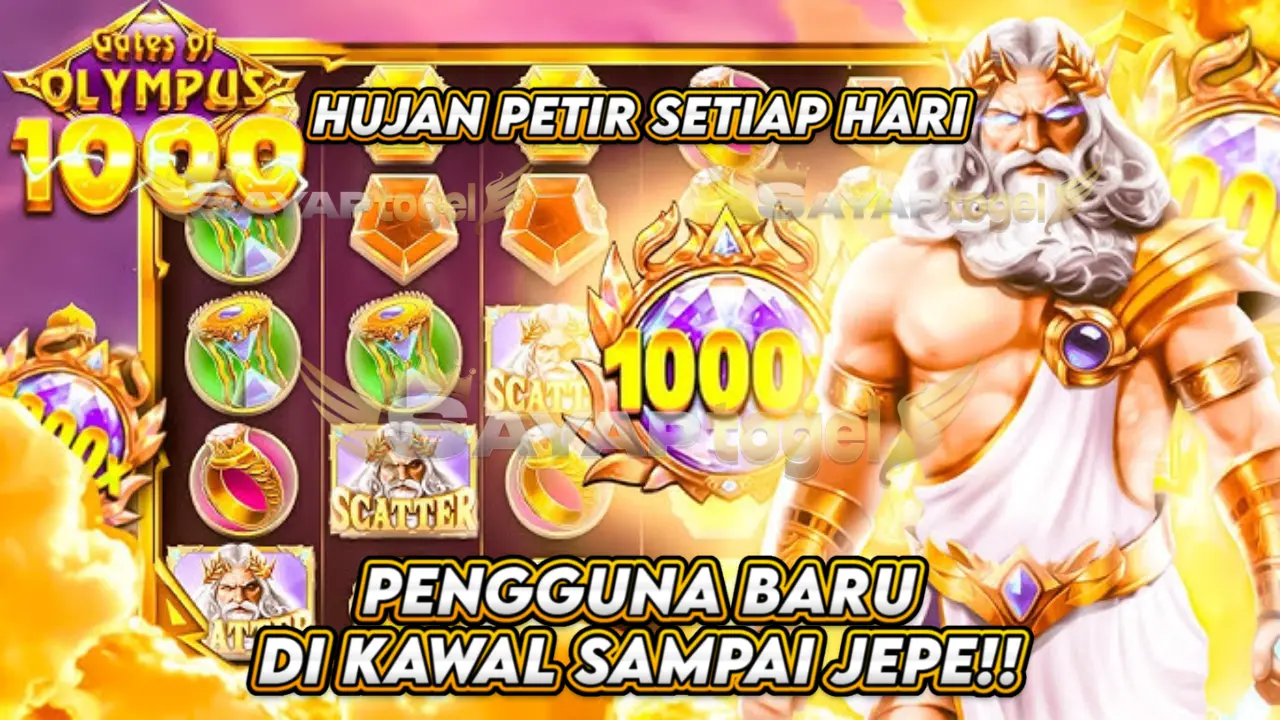 Gates of
OLYMPUS
1000
HUJAN PETIR SETIAP HARI
SAYAPtogel
SAYAPtogel
SCATTER
1000
SAYAPtogel
SCATTER
PENGGUNA BARU
DI KAWAL SAMPAI JEPE!!